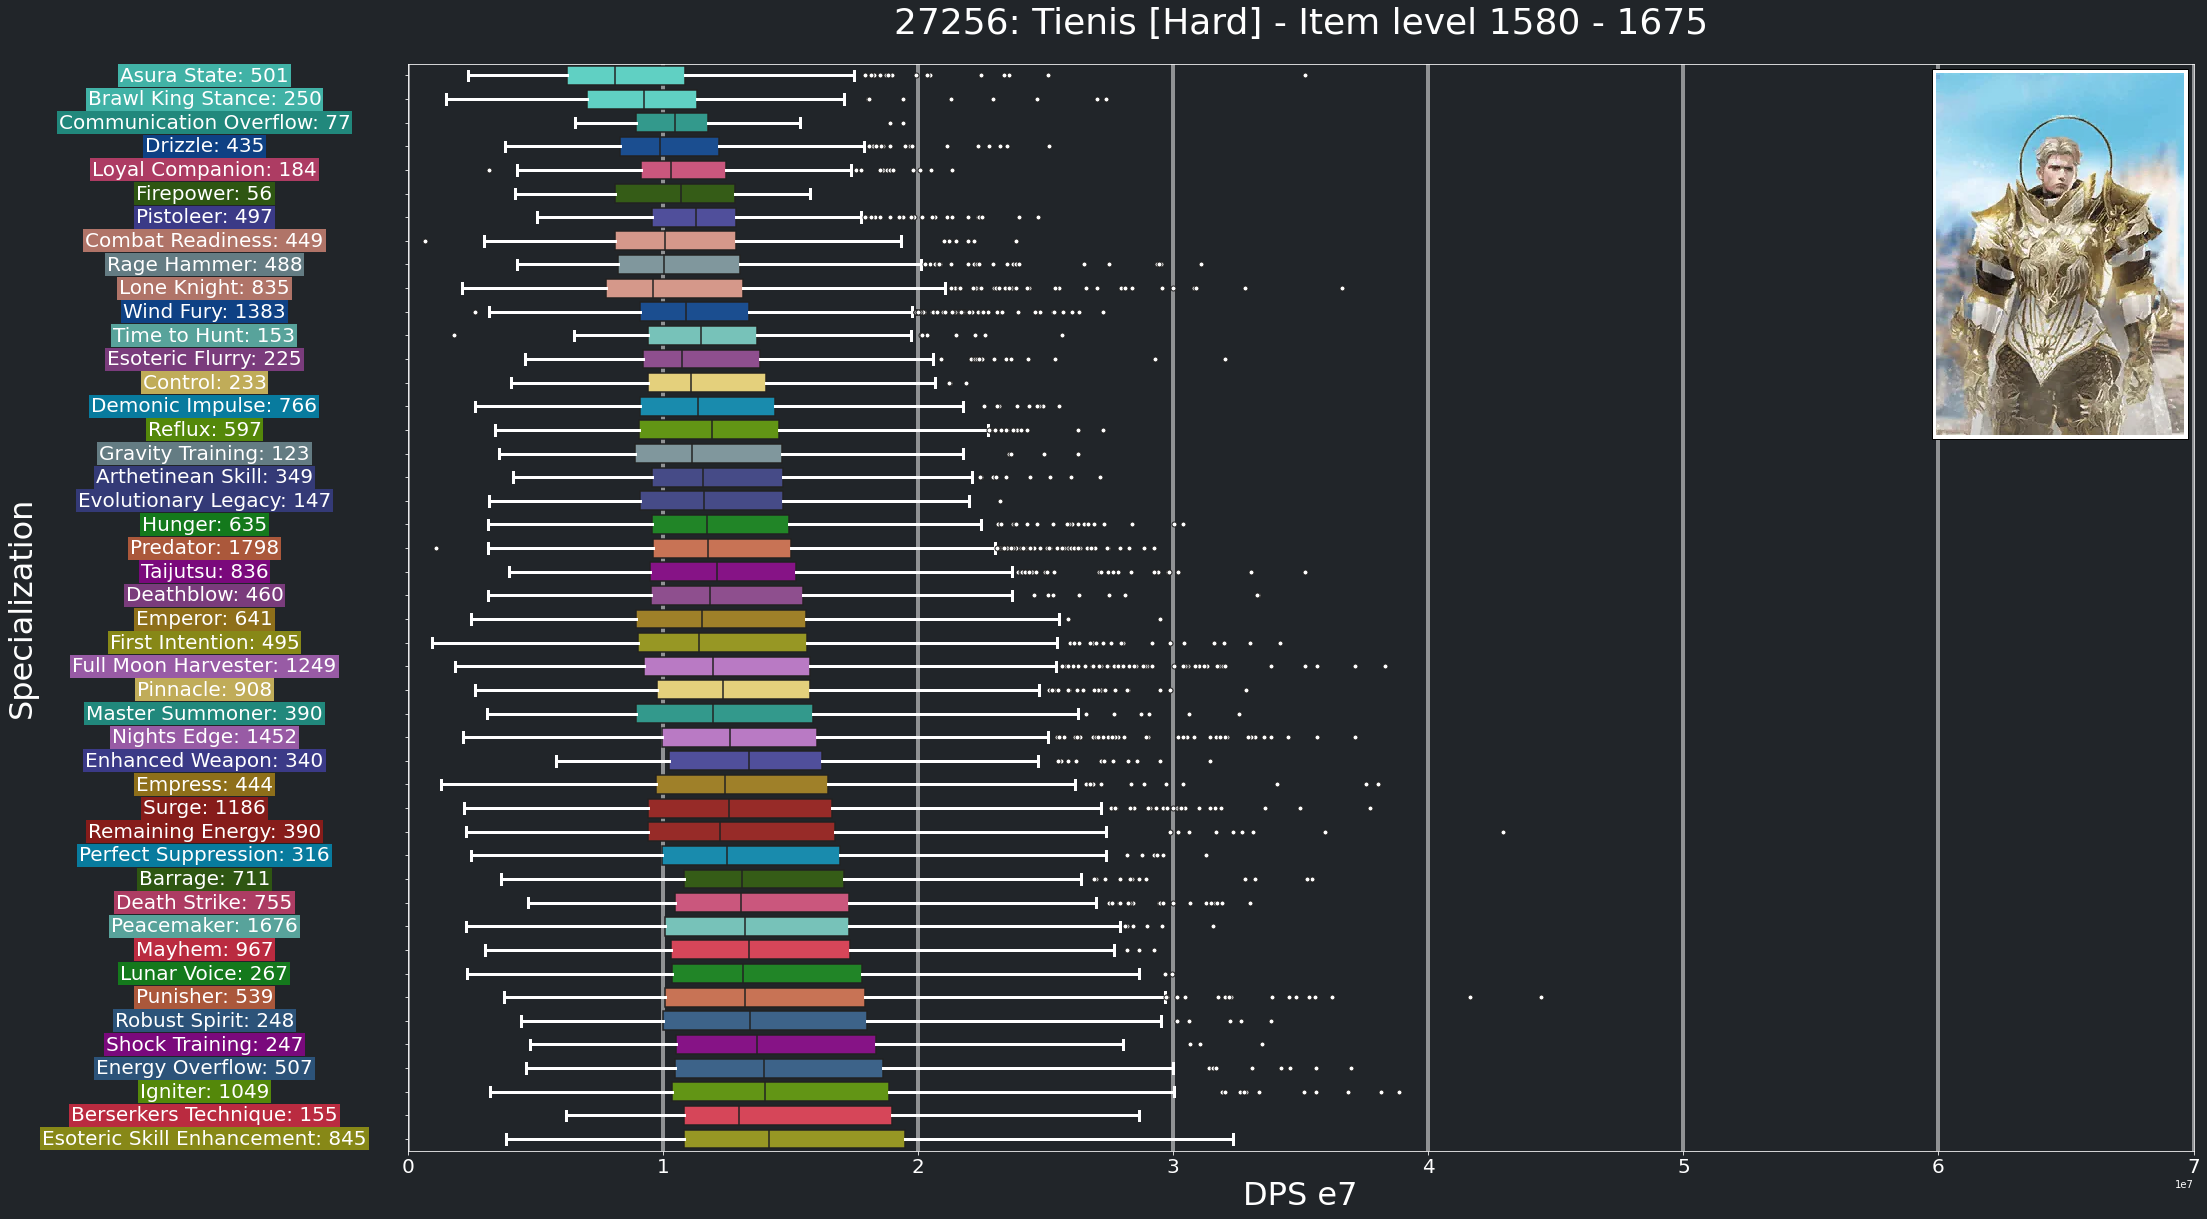 27256: Tienis [Hard] - Item level 1580 - 1675
Specialization
Asura State: 501
Brawl King Stance: 250
Communication Overflow: 77
Drizzle: 435
Loyal Companion: 184
Firepower: 56
Pistoleer: 497
Combat Readiness: 449
Rage Hammer: 488
Lone Knight: 835
Wind Fury: 1383
Time to Hunt: 153
Esoteric Flurry: 225
Control: 233
Demonic Impulse: 766
Reflux: 597
Gravity Training: 123
Arthetinean Skill: 349
Evolutionary Legacy: 147
Hunger: 635
Predator: 1798
Taijutsu: 836
Deathblow: 460
Emperor: 641
First Intention: 495
Full Moon Harvester: 1249
Pinnacle: 908
Master Summoner: 390
Nights Edge: 1452
Enhanced Weapon: 340
Empress: 444
Surge: 1186
Remaining Energy: 390
Perfect Suppression: 316
Barrage: 711
Death Strike: 755
Peacemaker: 1676
Mayhem: 967
Lunar Voice: 267
Punisher: 539
Robust Spirit: 248
Shock Training: 247
Energy Overflow: 507
Igniter: 1049
Berserkers Technique: 155
Esoteric Skill Enhancement: 845
0 1 2 3 4 5 6 7
1e7
DPS e7